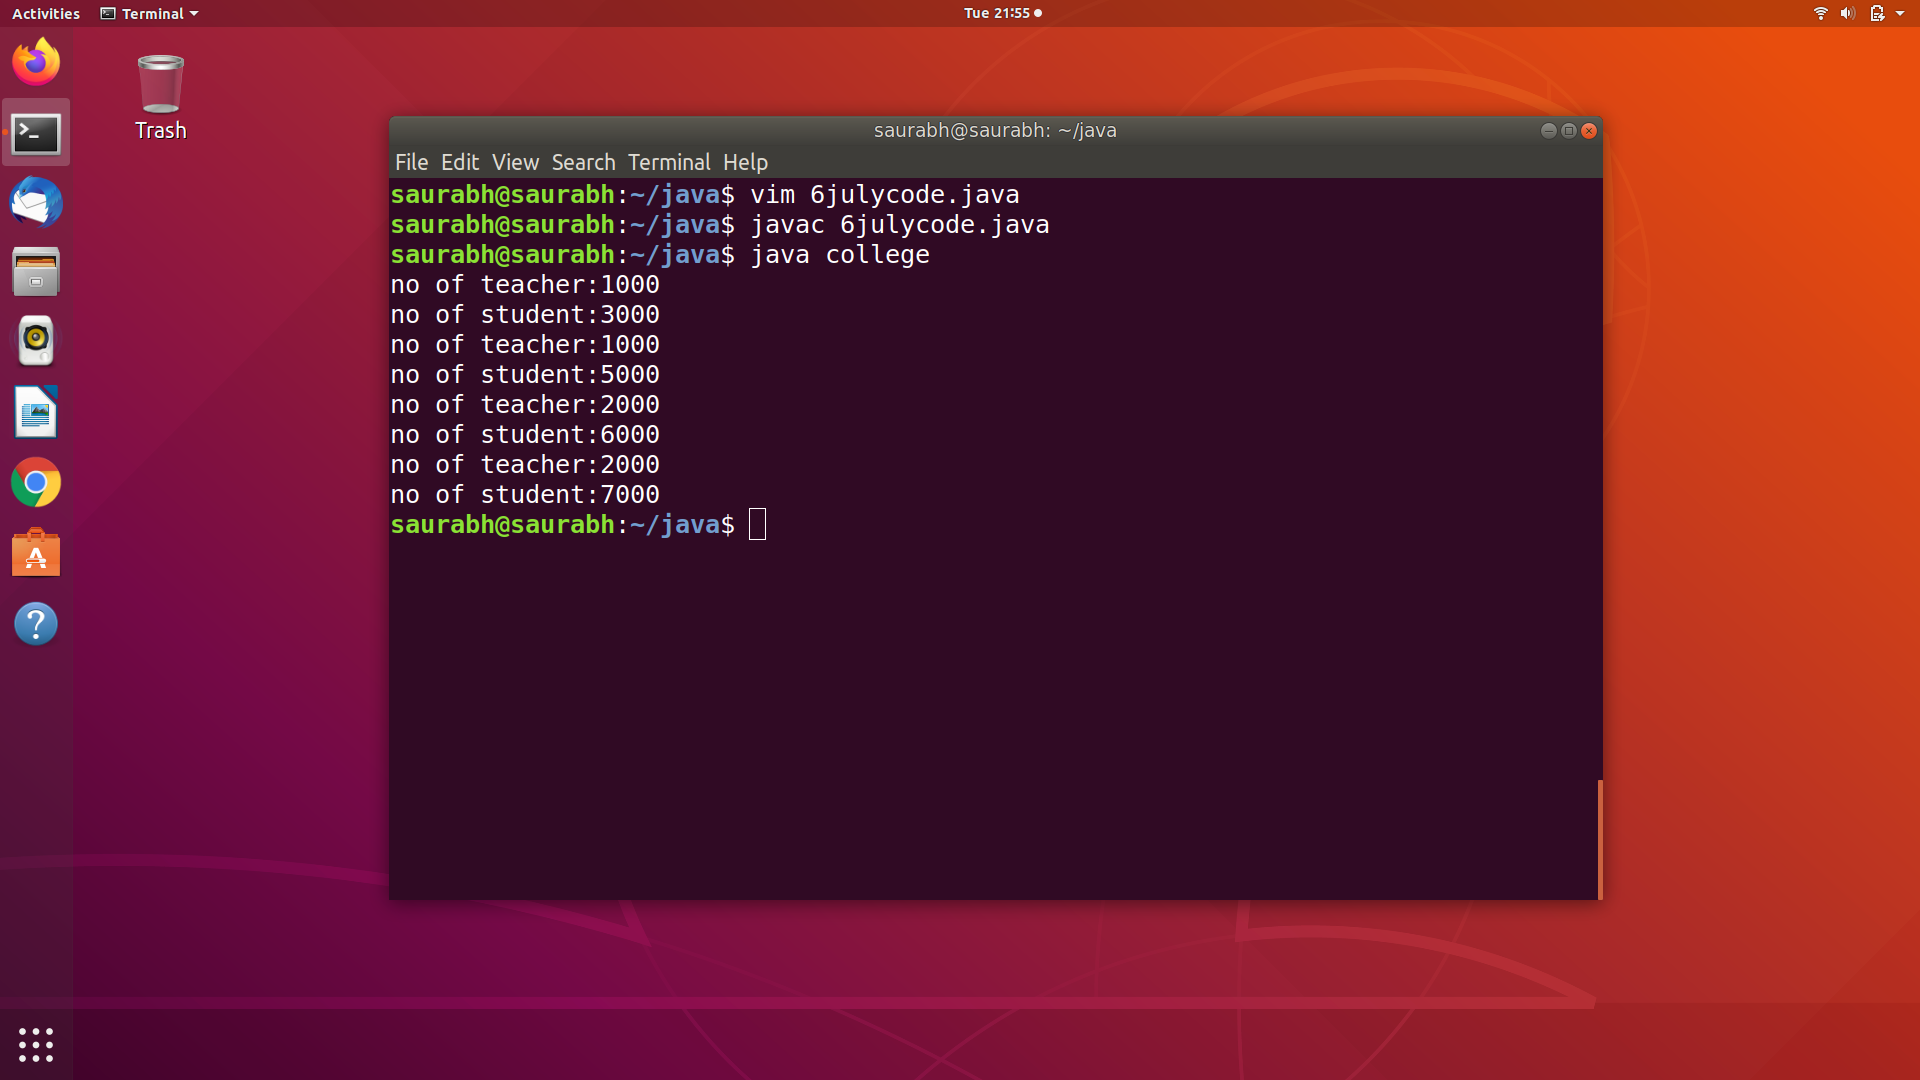 Activities Terminal Tue 21:55
Trash
saurabh@saurabh: ~/java
File Edit View Search Terminal Help
saurabh@saurabh:~/java$ vim 6julycode.java
saurabh@saurabh:~/java$ javac 6julycode.java
saurabh@saurabh:~/java$ java college
no of teacher:1000
no of student:3000
no of teacher:1000
no of student:5000
no of teacher:2000
no of student:6000
no of teacher:2000
no of student:7000
saurabh@saurabh:~/java$